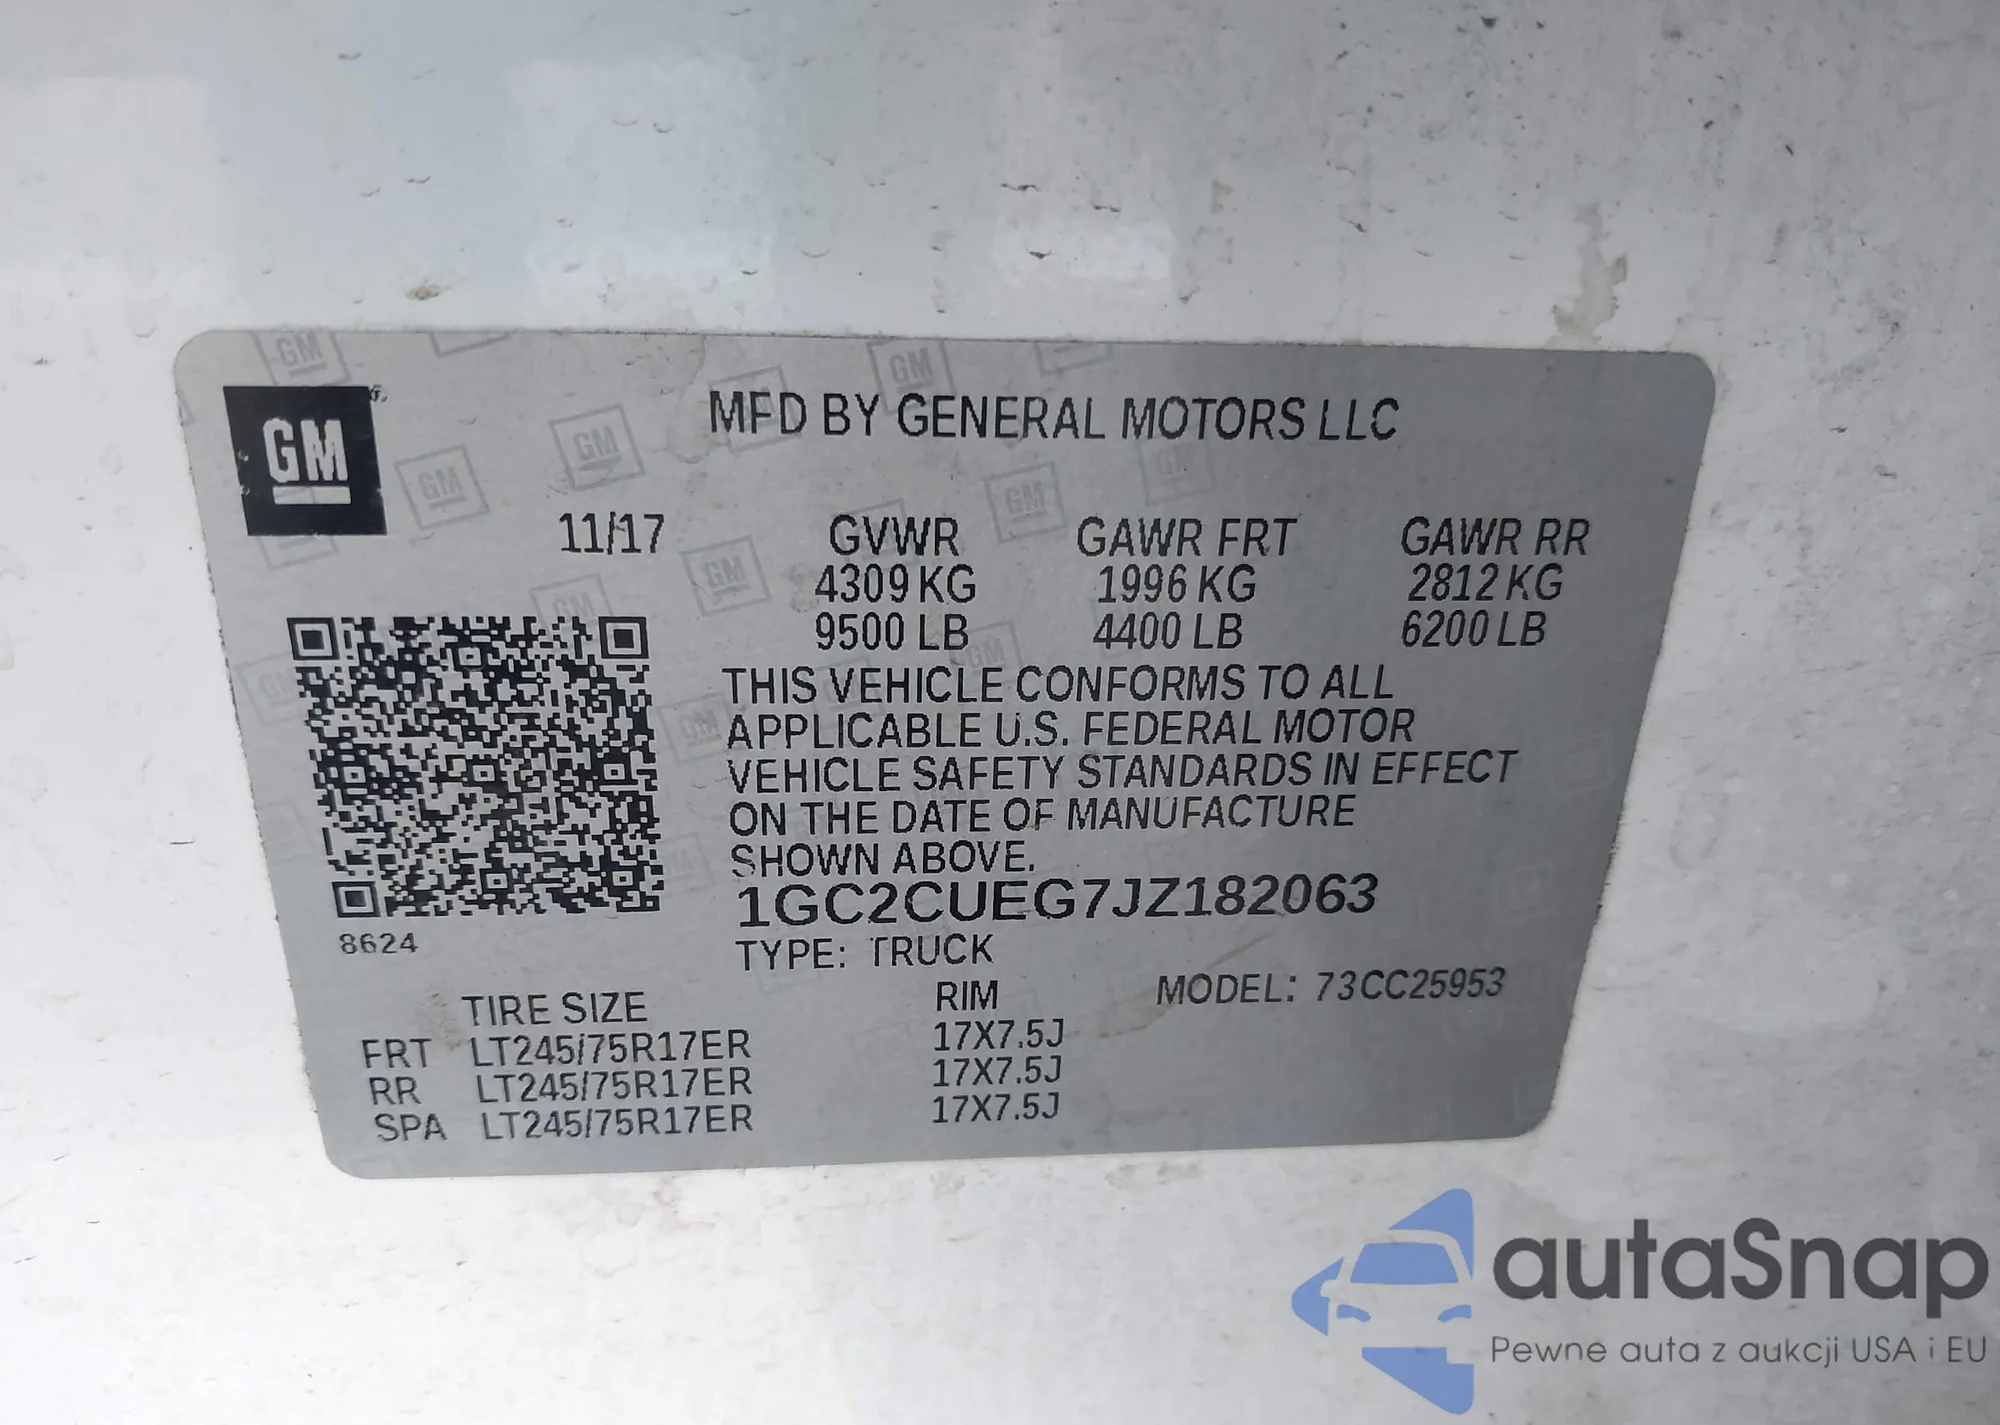 GM
MFD BY GENERAL MOTORS LLC
11/17 GVWR GAWR FRT GAWR RR
4309 KG 1996 KG 2812 KG
9500 LB 4400 LB 6200 LB
THIS VEHICLE CONFORMS TO ALL
APPLICABLE U.S. FEDERAL MOTOR
VEHICLE SAFETY STANDARDS IN EFFECT
ON THE DATE OF MANUFACTURE
SHOWN ABOVE.
1GC2CUEG7JZ182063
8624
TYPE: TRUCK
MODEL: 73CC25953
TIRE SIZE RIM
FRT LT245/75R17ER 17X7.5J
RR LT245/75R17ER 17X7.5J
SPA LT245/75R17ER 17X7.5J
autaSnap
Pewne auta z aukcji USA i EU